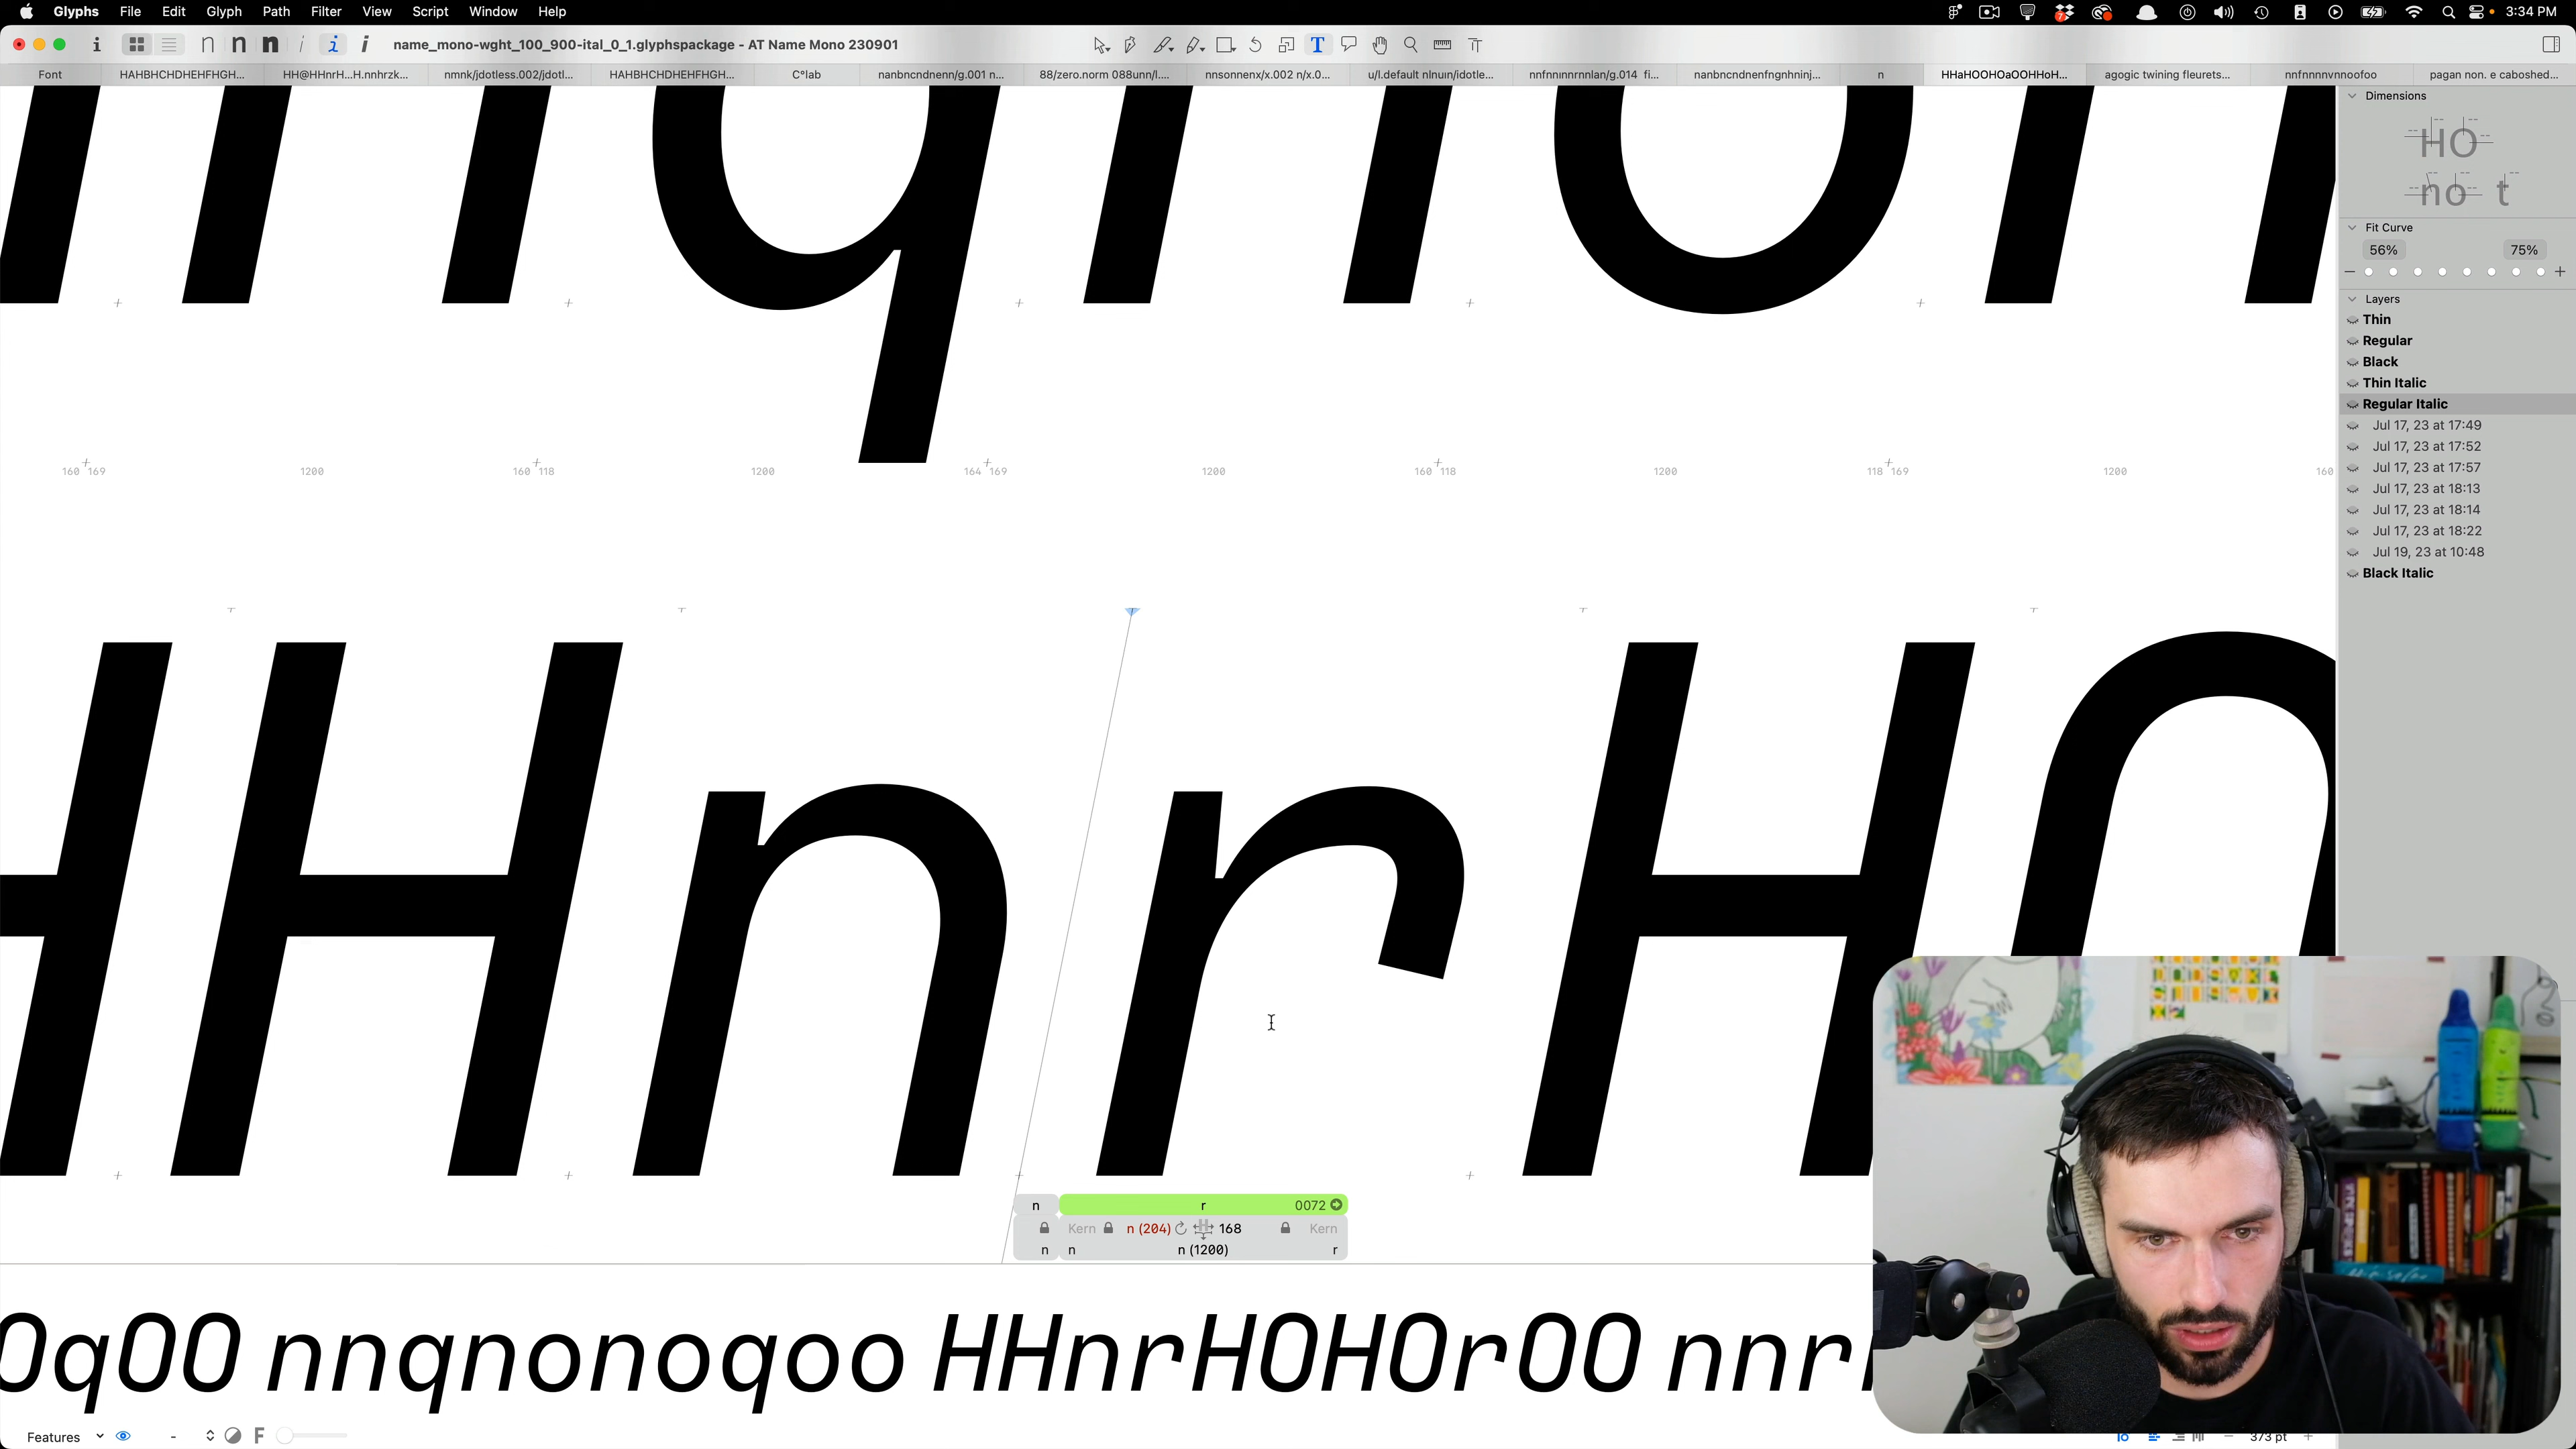 Glyphs File Edit Glyph Path Filter View Script Window Help 3:34 PM
name_mono-wght_100_900-ital_0_1.glyphspackage - AT Name Mono 230901
Font HAHBHCHDHEHFHGH... HH@HHnrH...H.nnhrzk... nmnk/jdotless.002/jdotl... HAHBHCHDHEHFHGH... C°lab nanbncndnenn/g.001 n... 88/zero.norm 088unn/l.... nnsonnenx/x.002 n/x.0... u/l.default nlnuın/idotle... nnfnnınnrnnlan/g.014 fi... nanbncndnenfngnhninj... n HHaHOOHOaOOHHoH... agogic twining fleurets... nnfnnnnvnnoofoo pagan non. e caboshed...
Dimensions
HO
no t
Fit Curve
56% 75%
Layers
Thin
Regular
Black
Thin Italic
Regular Italic
Jul 17, 23 at 17:49
Jul 17, 23 at 17:52
Jul 17, 23 at 17:57
Jul 17, 23 at 18:13
Jul 17, 23 at 18:14
Jul 17, 23 at 18:22
Jul 19, 23 at 10:48
Black Italic
160 169 1200 160 118 1200 164 169 1200 160 118 1200 118 169 1200 160
HHnrHO
n r 0072
Kern n (204) 168 Kern
n n n (1200) r
OqOO nnqnonoqoo HHnrHOHOrOO nnr
Features - F 373 pt